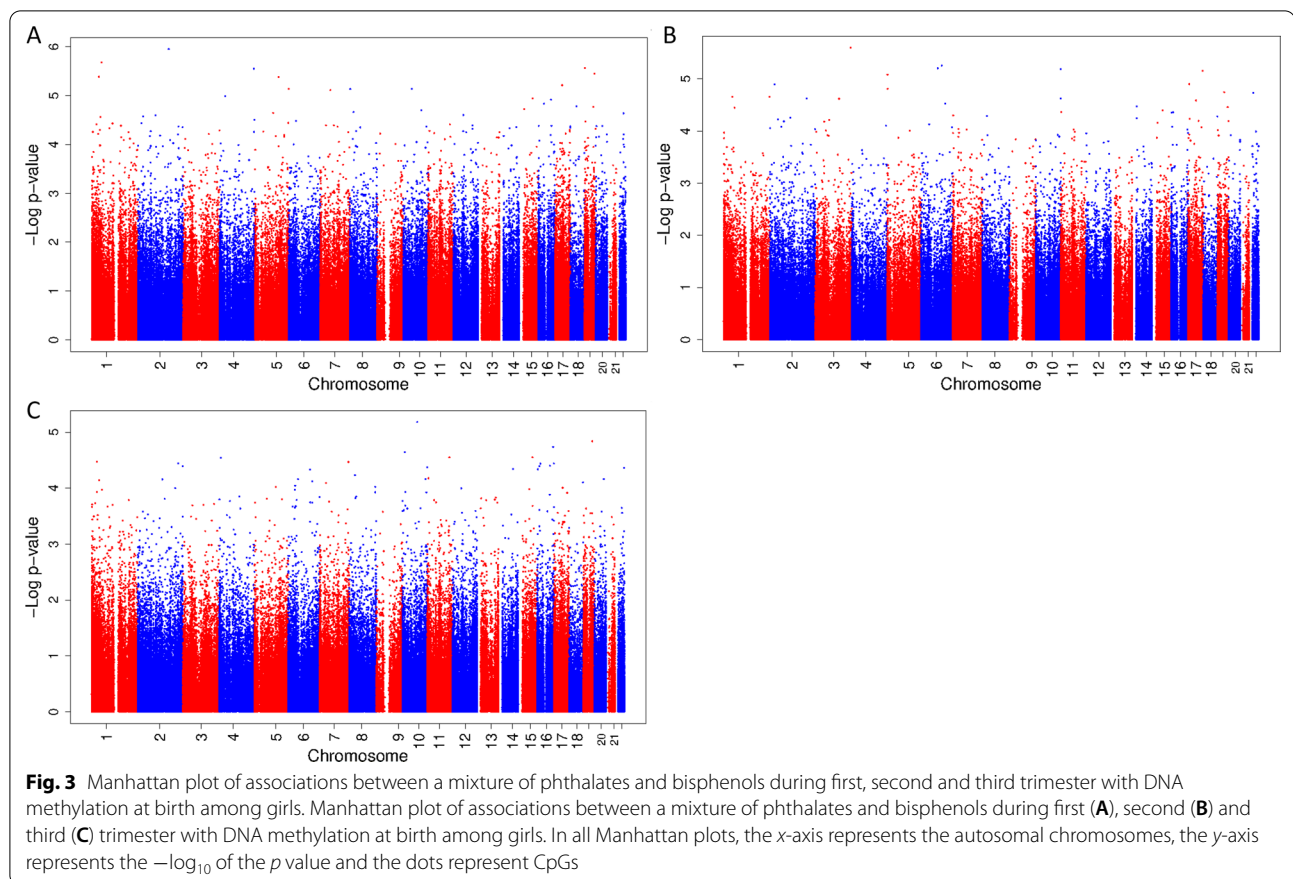 A
−Log p-value
6
5
4
3
2
1
0
1 2 3 4 5 6 7 8 9 10 11 12 13 14 15 16 17 18 20 21
Chromosome
B
−Log p-value
5
4
3
2
1
0
1 2 3 4 5 6 7 8 9 10 11 12 13 14 15 16 17 18 20 21
Chromosome
C
−Log p-value
5
4
3
2
1
0
1 2 3 4 5 6 7 8 9 10 11 12 13 14 15 16 17 18 20 21
Chromosome
Fig. 3 Manhattan plot of associations between a mixture of phthalates and bisphenols during first, second and third trimester with DNA
methylation at birth among girls. Manhattan plot of associations between a mixture of phthalates and bisphenols during first (A), second (B) and
third (C) trimester with DNA methylation at birth among girls. In all Manhattan plots, the x-axis represents the autosomal chromosomes, the y-axis
represents the −log₁₀ of the p value and the dots represent CpGs